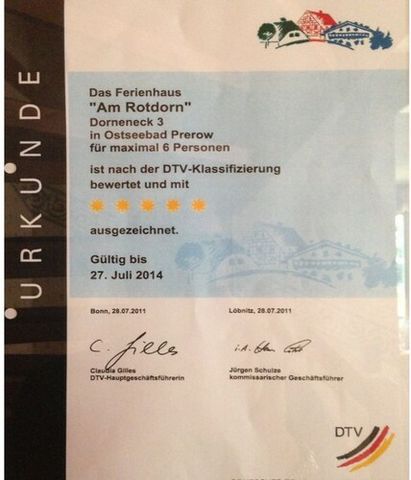 URKUNDE
Das Ferienhaus
"Am Rotdorn"
Dorneneck 3
in Ostseebad Prerow
für maximal 6 Personen
ist nach der DTV-Klassifizierung
bewertet und mit
ausgezeichnet.
Gültig bis
27. Juli 2014
Bonn, 28.07.2011
Löbnitz, 28.07.2011
C. Gilles
i.A.
Claudia Gilles
DTV-Hauptgeschäftsführerin
Jürgen Schulze
kommissarischer Geschäftsführer
DTV